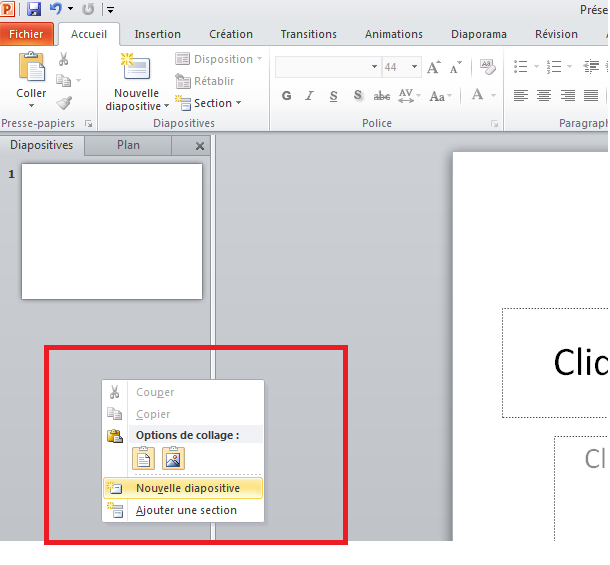 Prése
Fichier Accueil Insertion Création Transitions Animations Diaporama Révision
Coller
Nouvelle
diapositive
Disposition
Rétablir
Section
44
G I S S abc AV Aa A
Presse-papiers Diapositives Police Paragraph
Diapositives Plan
1
Couper
Copier
Options de collage :
Nouvelle diapositive
Ajouter une section
Clic
Cl